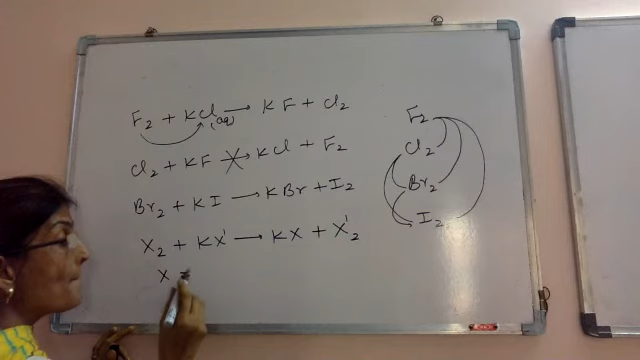 F₂ + KCl → KF + Cl₂
(aq)
Cl₂ + KF ↛ KCl + F₂
Br₂ + KI → KBr + I₂
X₂ + KX' → KX + X'₂
X =
F₂
Cl₂
Br₂
I₂